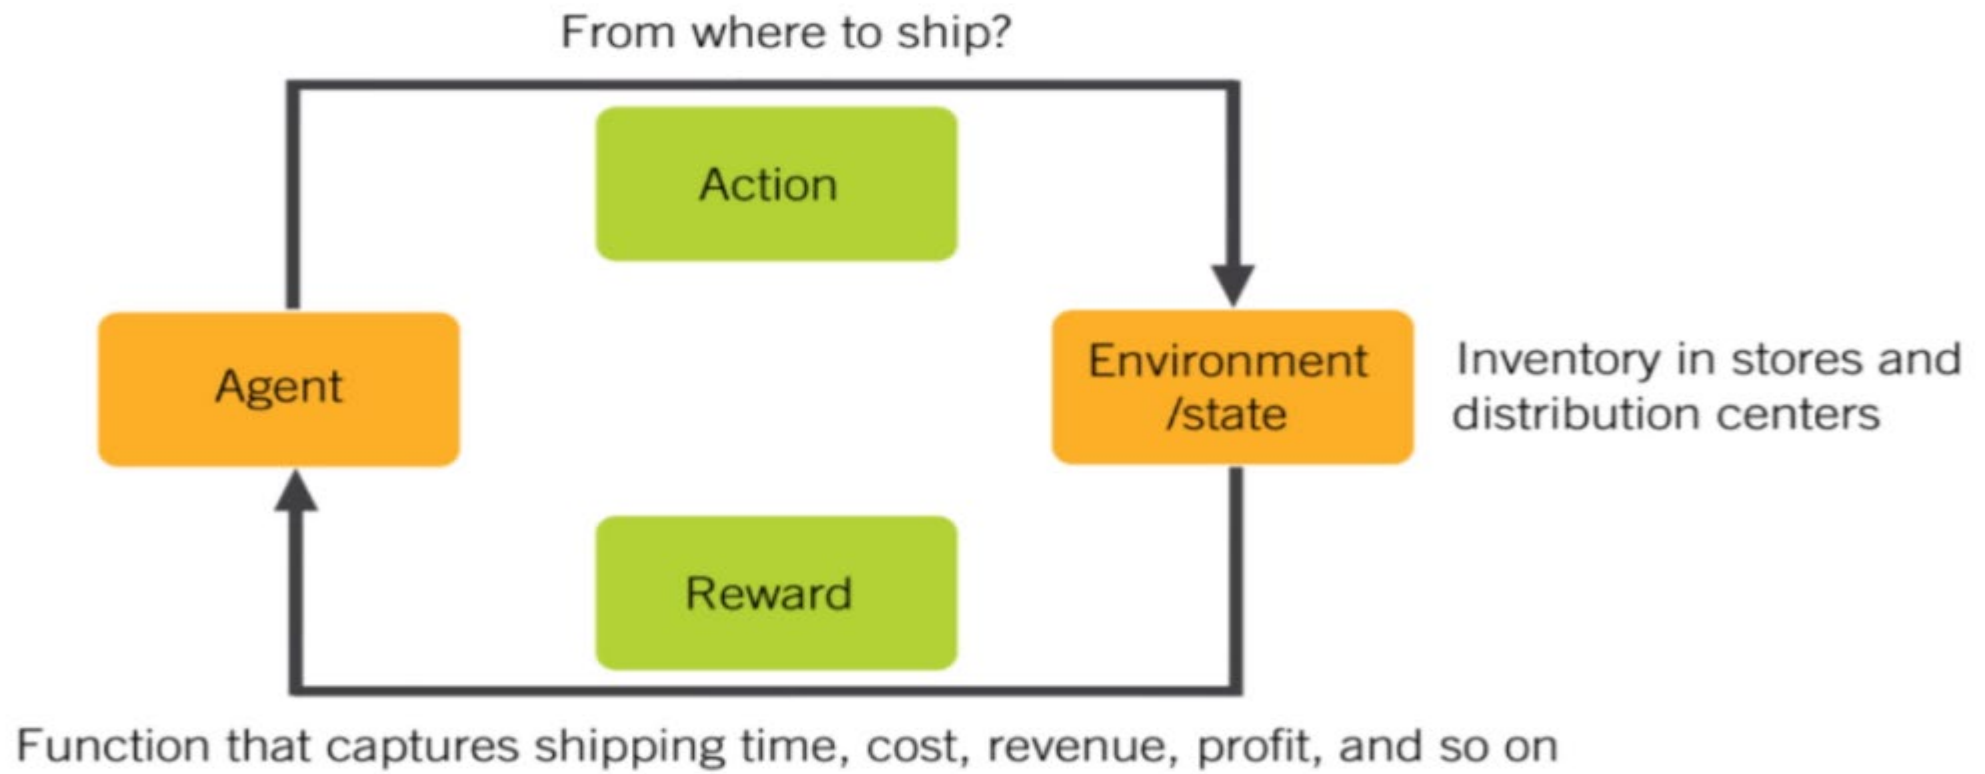 From where to ship?
Action
Agent
Environment
/state
Inventory in stores and
distribution centers
Reward
Function that captures shipping time, cost, revenue, profit, and so on